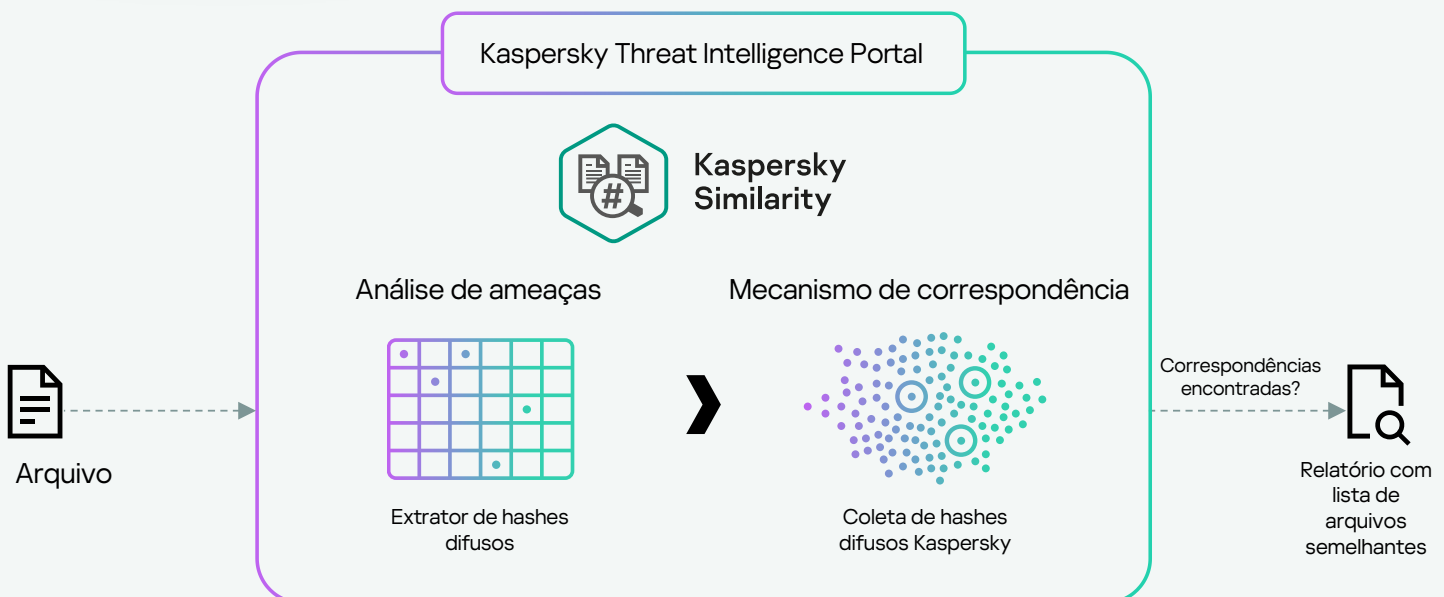 Kaspersky Threat Intelligence Portal
#
Kaspersky
Similarity
Análise de ameaças
Mecanismo de correspondência
Arquivo
Extrator de hashes
difusos
Coleta de hashes
difusos Kaspersky
Correspondências
encontradas?
Relatório com
lista de
arquivos
semelhantes